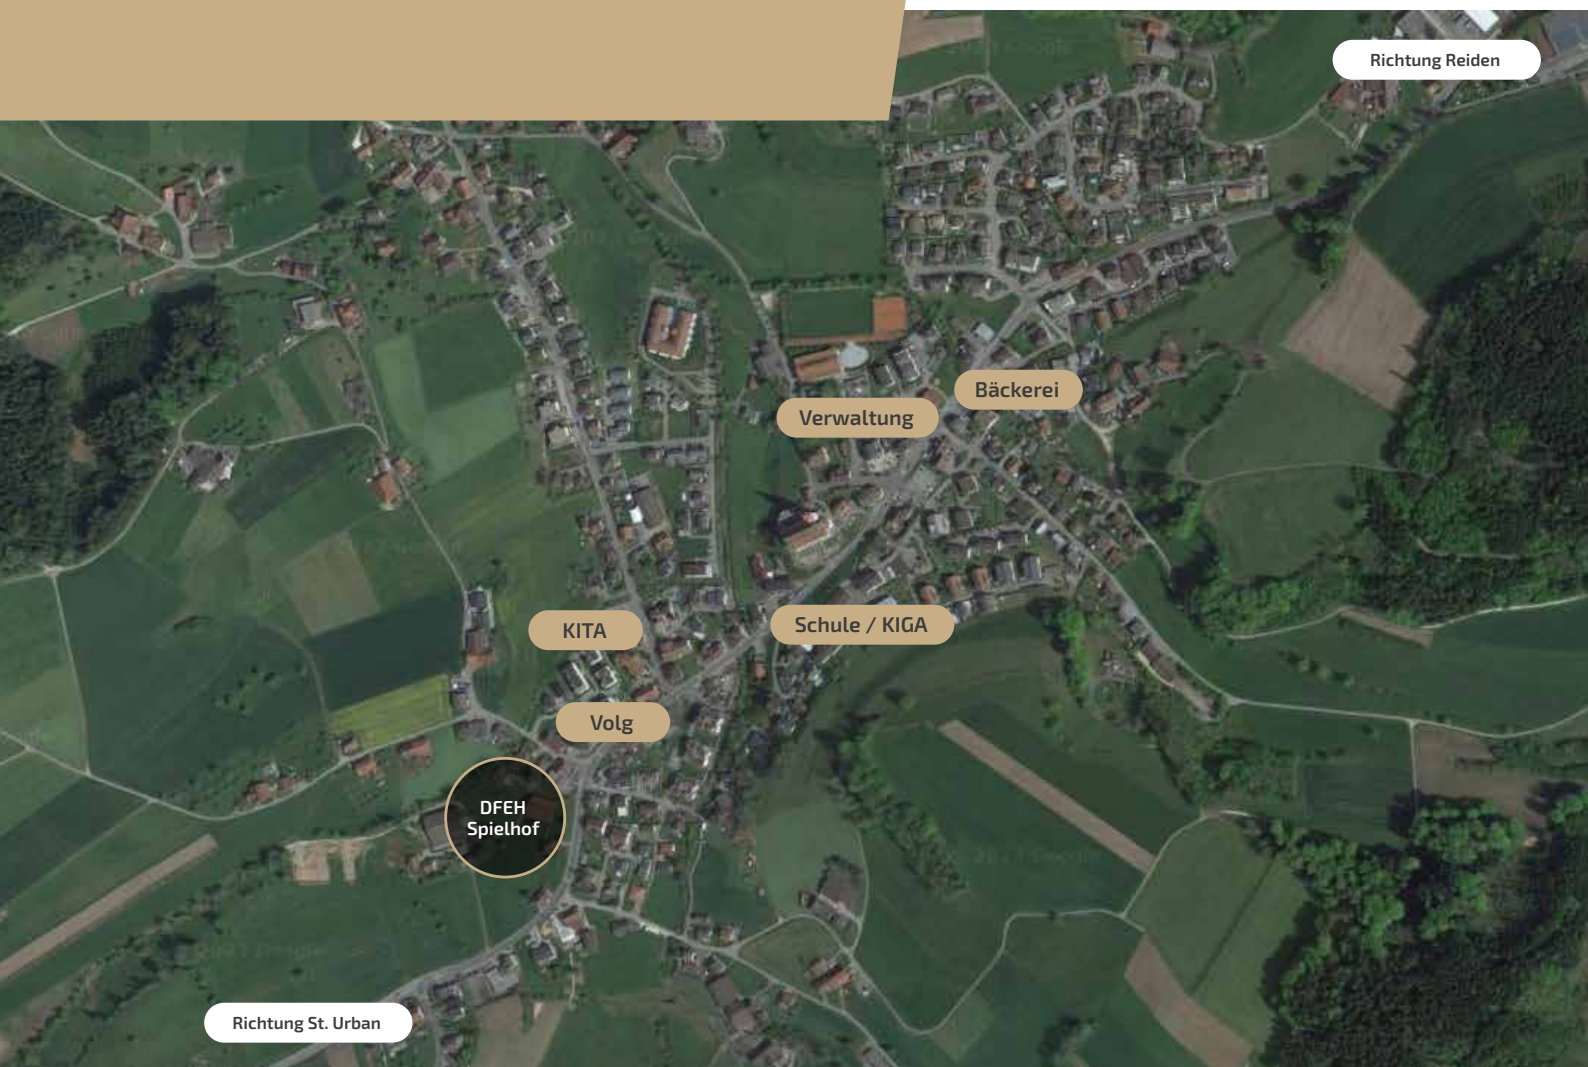 Richtung Reiden
Bäckerei
Verwaltung
Schule / KIGA
KITA
Volg
DFEH
Spielhof
Richtung St. Urban